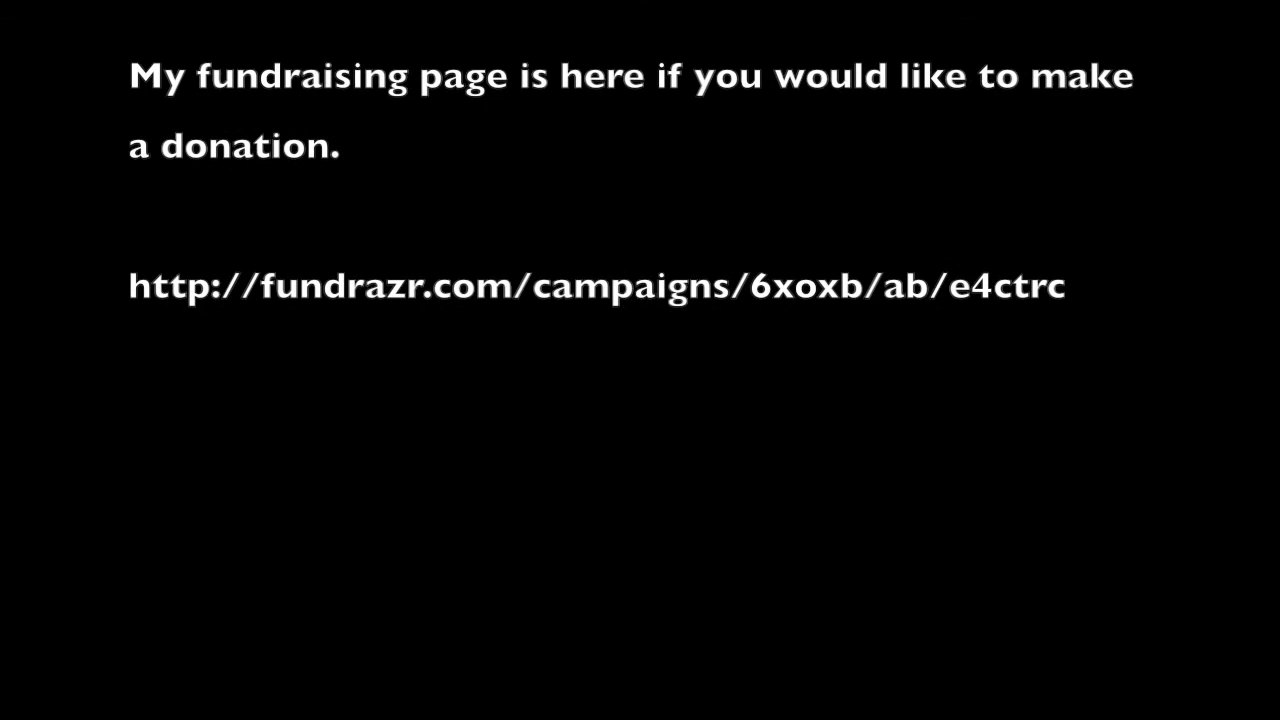 My fundraising page is here if you would like to make
a donation.
http://fundrazr.com/campaigns/6xoxb/ab/e4ctrc